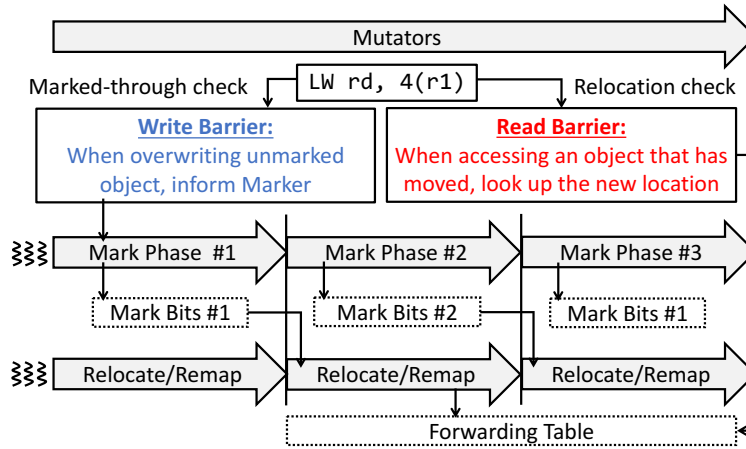 Mutators
Marked-through check
LW rd, 4(r1)
Relocation check
Write Barrier:
When overwriting unmarked
object, inform Marker
Read Barrier:
When accessing an object that has
moved, look up the new location
Mark Phase #1
Mark Phase #2
Mark Phase #3
Mark Bits #1
Mark Bits #2
Mark Bits #1
Relocate/Remap
Relocate/Remap
Relocate/Remap
Forwarding Table